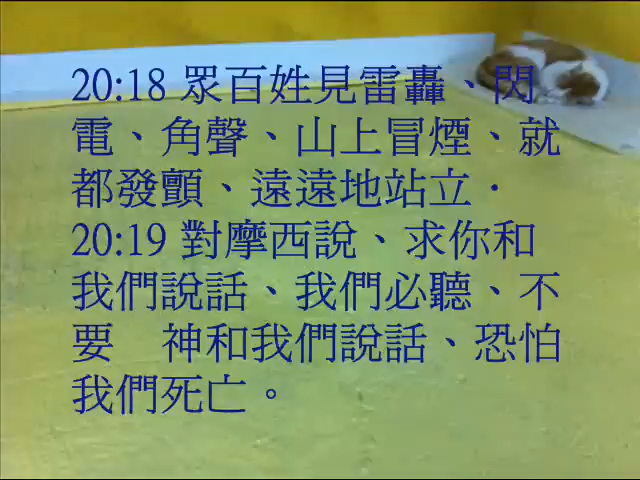 20:18 眾百姓見雷轟、閃
電、角聲、山上冒煙、就
都發顫、遠遠地站立．
20:19 對摩西說、求你和
我們說話、我們必聽、不
要　神和我們說話、恐怕
我們死亡。